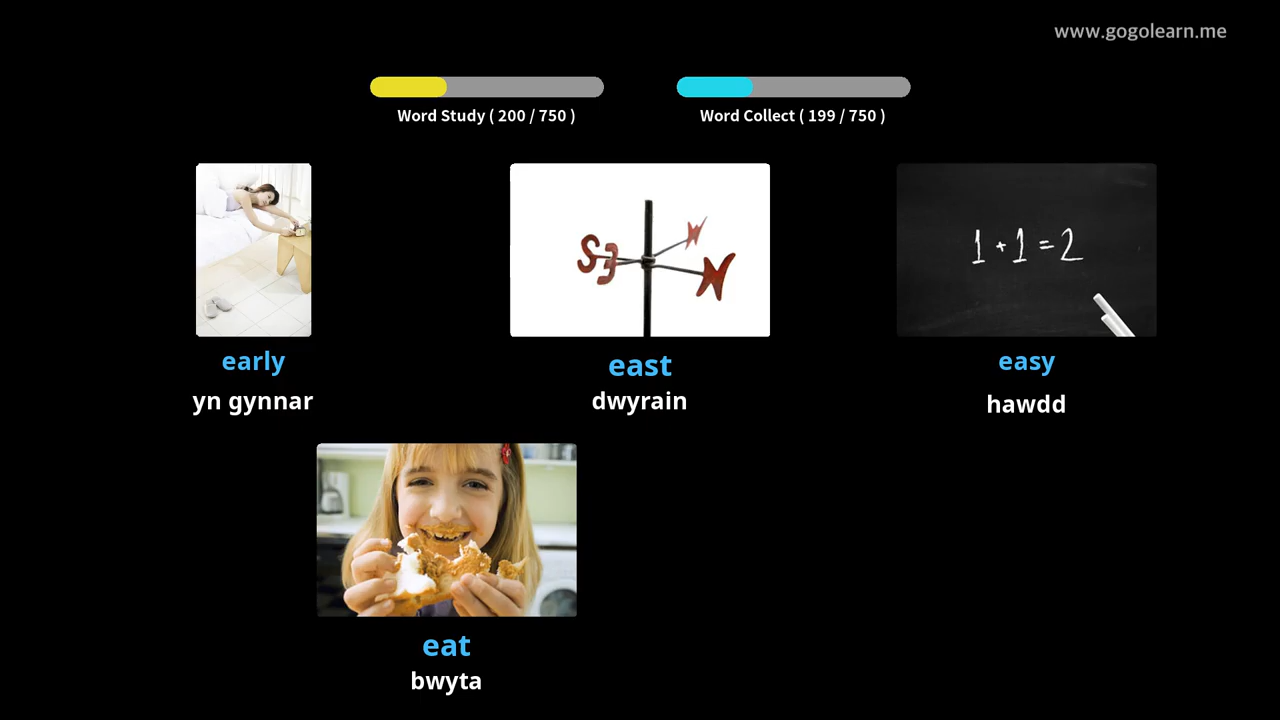 www.gogolearn.me
Word Study ( 200 / 750 )
Word Collect ( 199 / 750 )
S E N W
1 + 1 = 2
early
east
easy
yn gynnar
dwyrain
hawdd
eat
bwyta